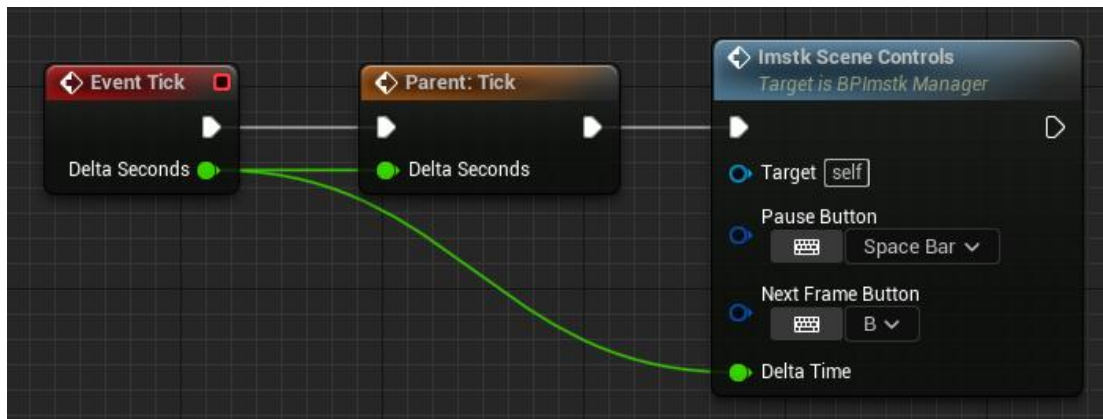 Event Tick
Delta Seconds
Parent: Tick
Delta Seconds
Imstk Scene Controls
Target is BPImstk Manager
Target self
Pause Button
Space Bar
Next Frame Button
B
Delta Time